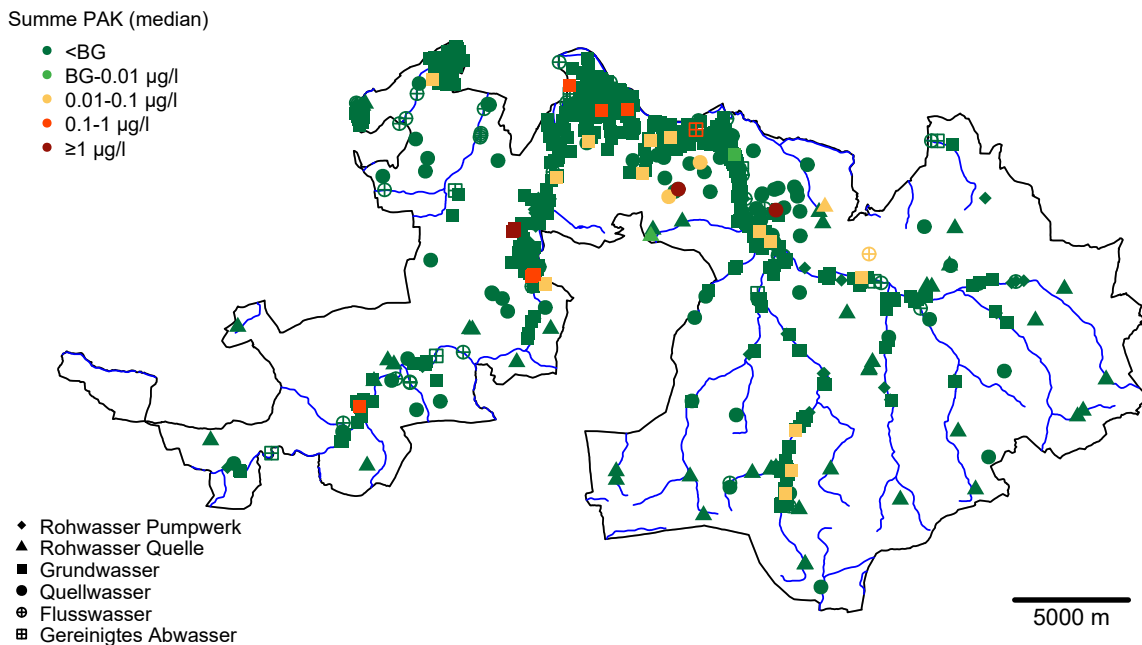 Summe PAK (median)
<BG
BG-0.01 µg/l
0.01-0.1 µg/l
0.1-1 µg/l
≥1 µg/l
Rohwasser Pumpwerk
Rohwasser Quelle
Grundwasser
Quellwasser
Flusswasser
Gereinigtes Abwasser
5000 m